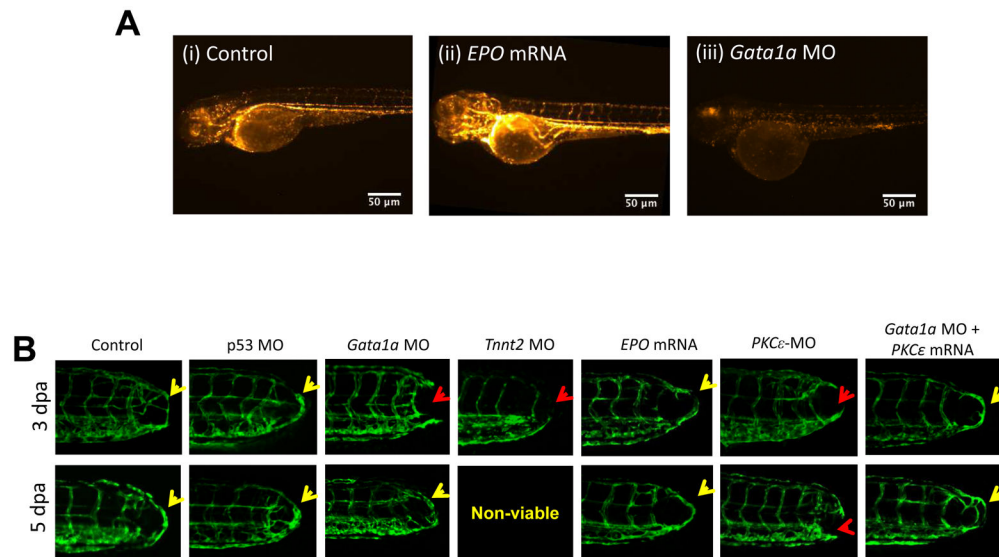 A
(i) Control
(ii) EPO mRNA
(iii) Gata1a MO
50 µm
50 µm
50 µm
B
Control
p53 MO
Gata1a MO
Tnnt2 MO
EPO mRNA
PKCε-MO
Gata1a MO +
PKCε mRNA
3 dpa
5 dpa
Non-viable